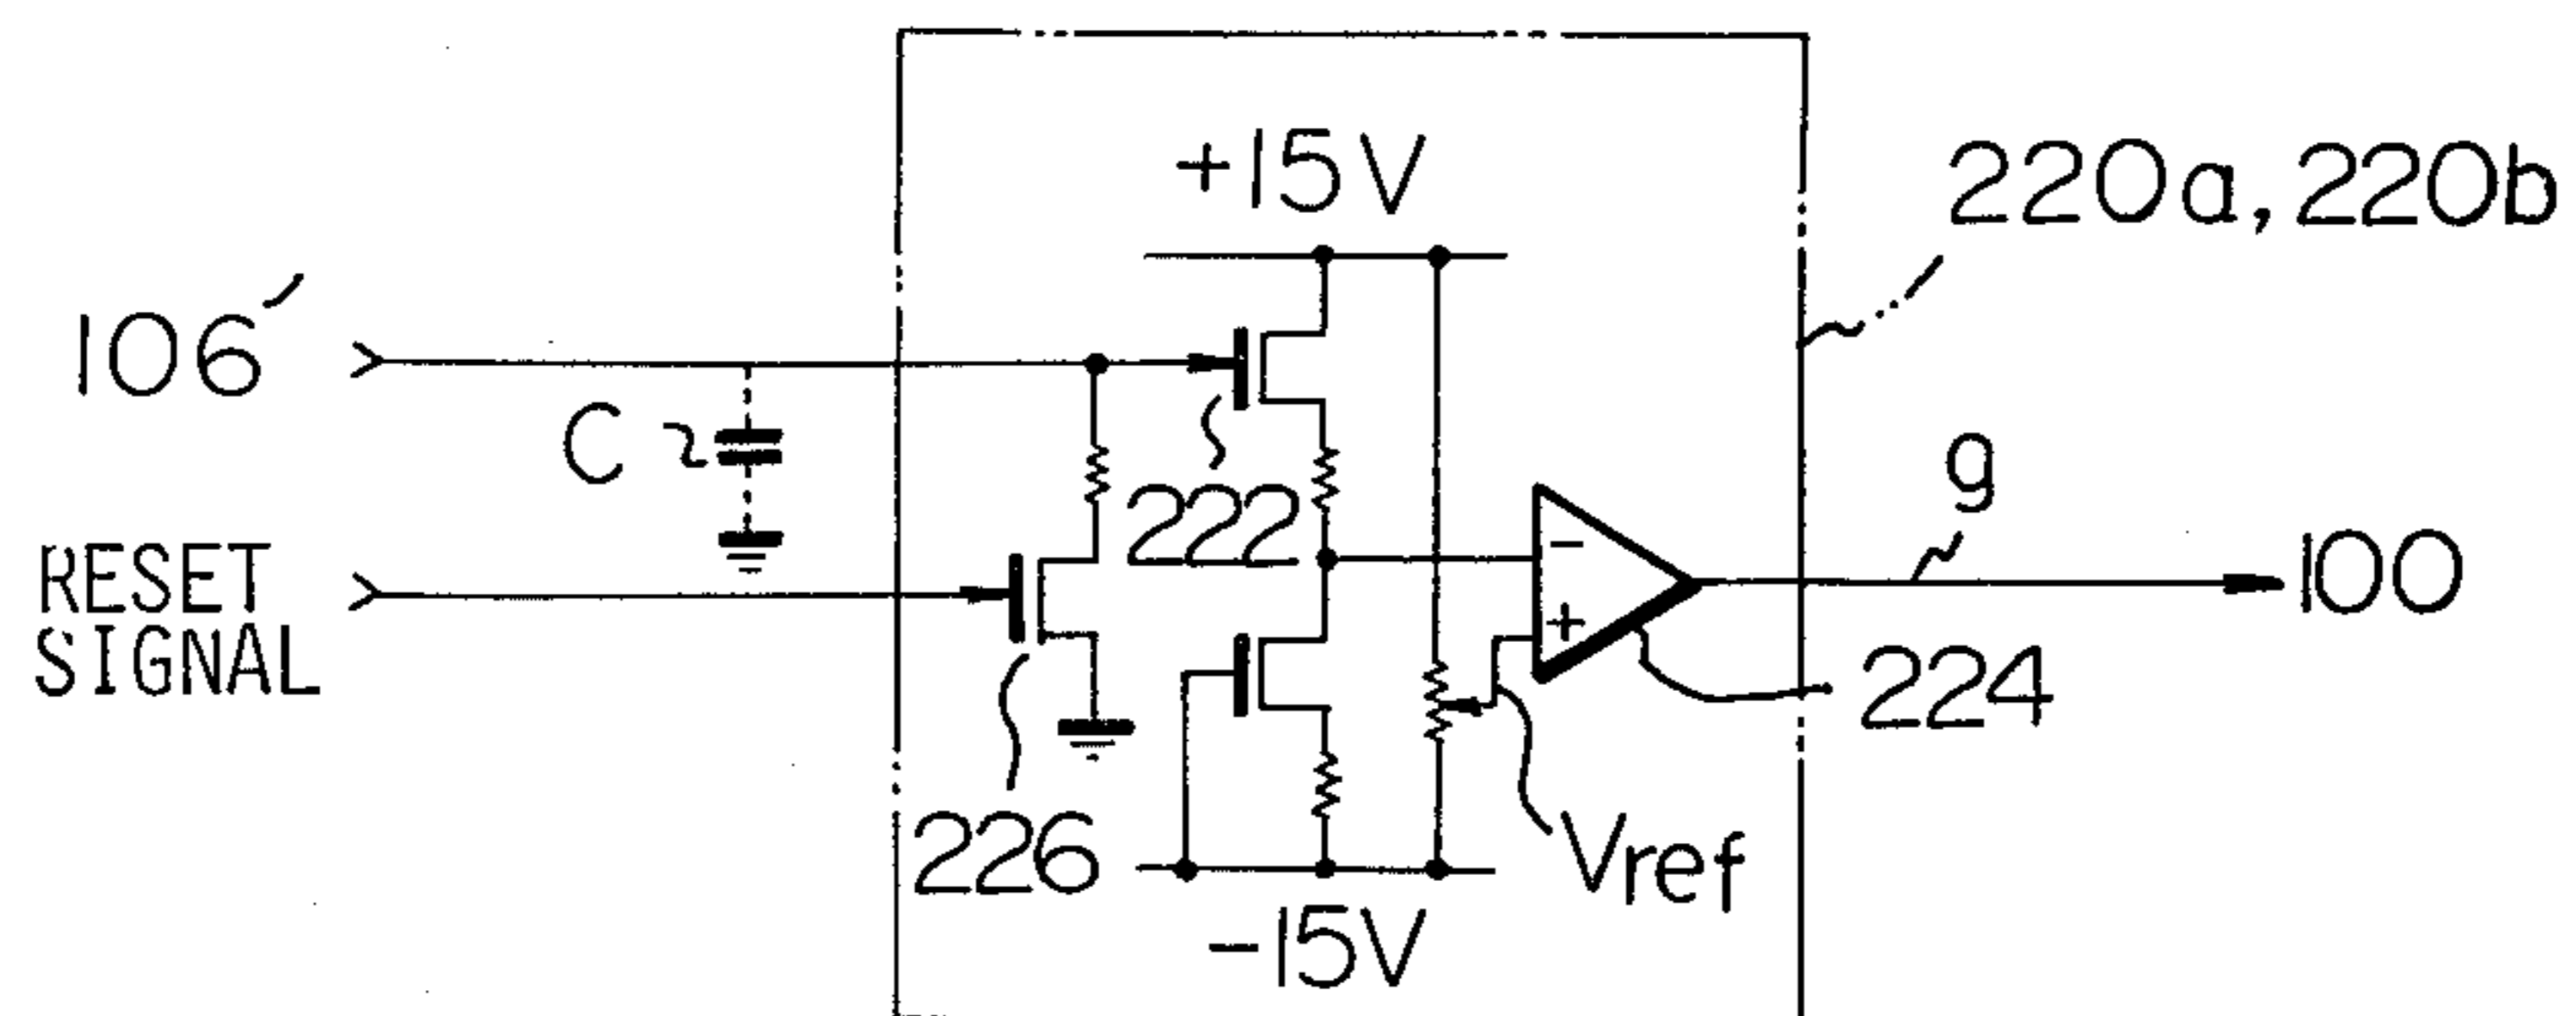 +15V
220a, 220b
106′
C
222
g
100
RESET
SIGNAL
-
+
224
226
Vref
-15V